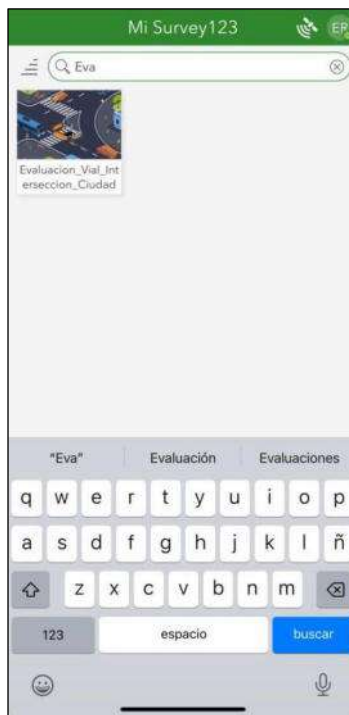 Mi Survey123
ER
Eva
Evaluacion_Vial_Int
erseccion_Ciudad
"Eva" Evaluación Evaluaciones
q w e r t y u i o p
a s d f g h j k l ñ
z x c v b n m
123 espacio buscar